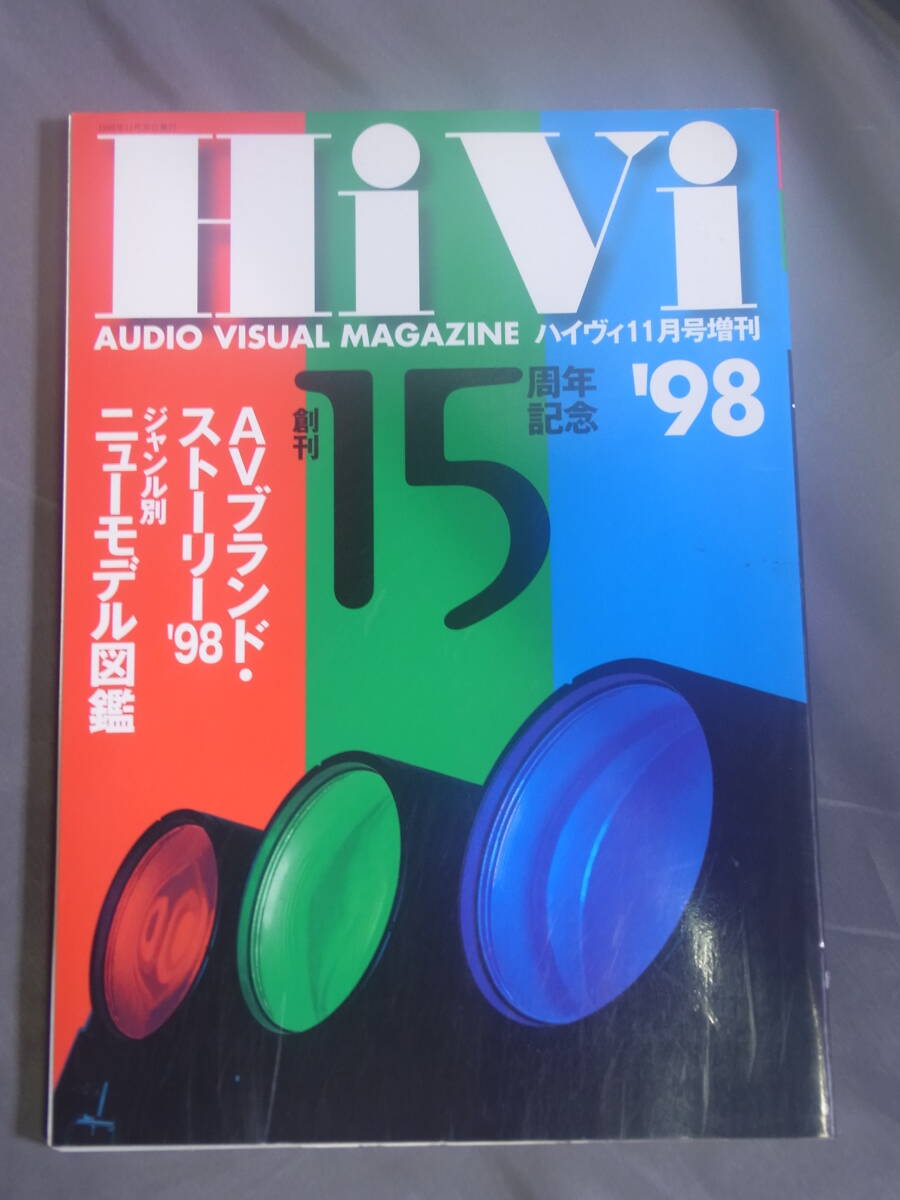 HiVi
AUDIO VISUAL MAGAZINE ハイヴィ11月号増刊
'98
創刊
15
周年
記念
AVブランド・
ストーリー'98
ジャンル別
ニューモデル図鑑